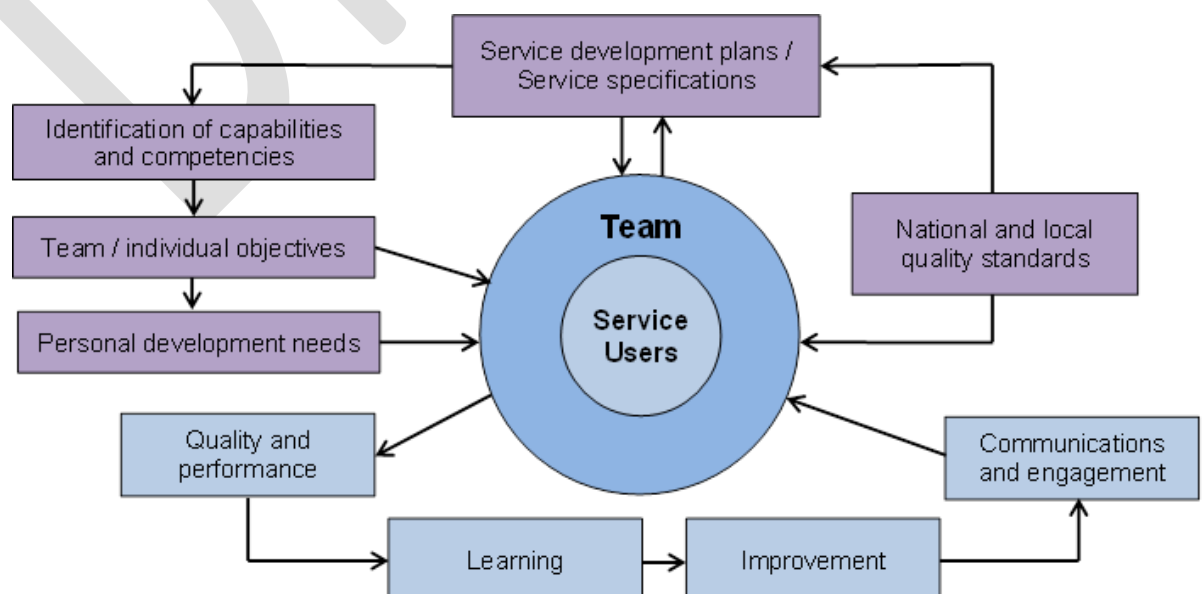 Service development plans /
Service specifications
Identification of capabilities
and competencies
Team / individual objectives
Personal development needs
Team
Service
Users
National and local
quality standards
Quality and
performance
Learning
Improvement
Communications
and engagement